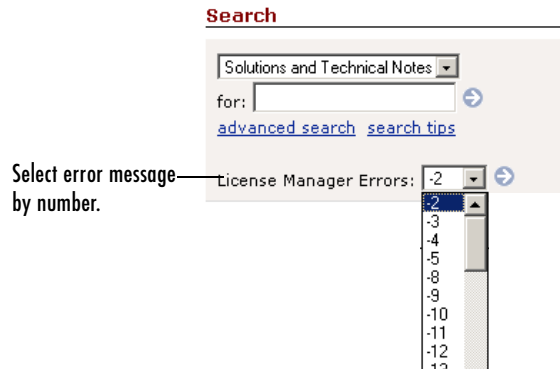 Search
Solutions and Technical Notes
for:
advanced search search tips
Select error message
by number.
License Manager Errors: -2
-2
-3
-4
-5
-8
-9
-10
-11
-12